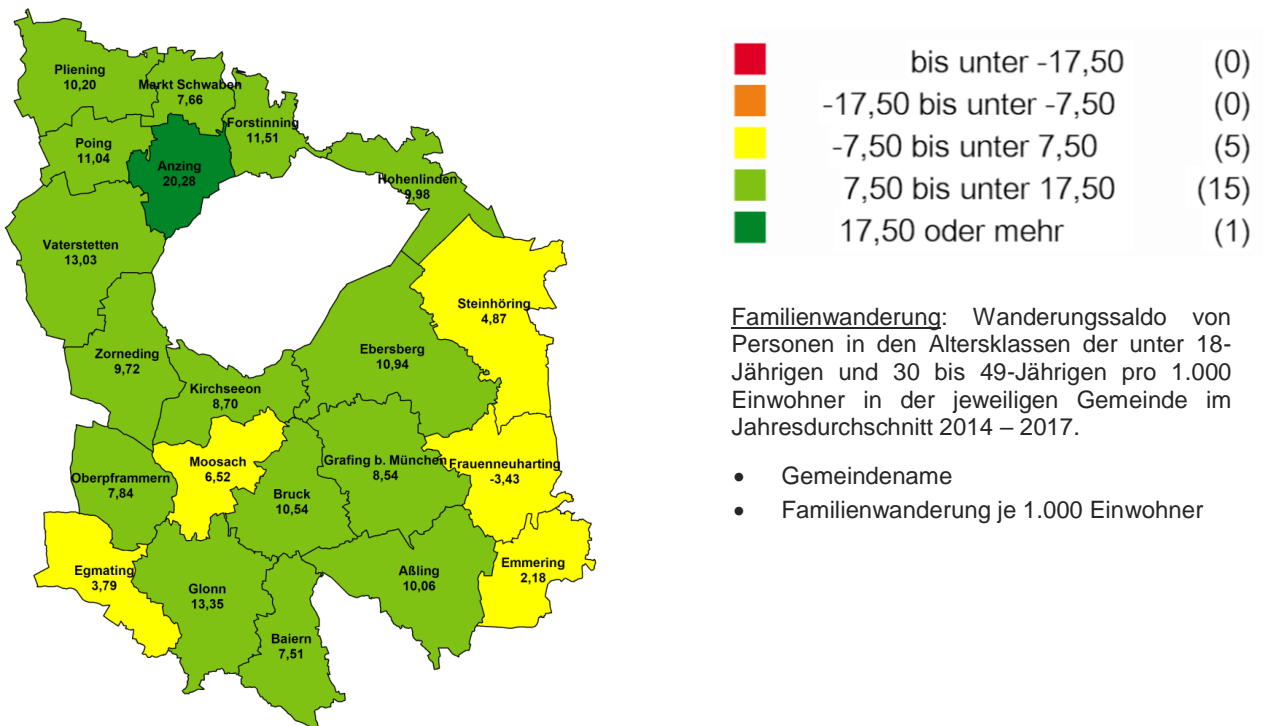 Pliening
10,20
Markt Schwaben
7,66
Forstinning
11,51
Poing
11,04
Anzing
20,28
Hohenlinden
9,98
Vaterstetten
13,03
Steinhöring
4,87
Zorneding
9,72
Ebersberg
10,94
Kirchseeon
8,70
Moosach
6,52
Grafing b. München
8,54
Frauenneuharting
-3,43
Oberpframmern
7,84
Bruck
10,54
Egmating
3,79
Glonn
13,35
Aßling
10,06
Emmering
2,18
Baiern
7,51
bis unter -17,50 (0)
-17,50 bis unter -7,50 (0)
-7,50 bis unter 7,50 (5)
7,50 bis unter 17,50 (15)
17,50 oder mehr (1)
Familienwanderung: Wanderungssaldo von
Personen in den Altersklassen der unter 18-
Jährigen und 30 bis 49-Jährigen pro 1.000
Einwohner in der jeweiligen Gemeinde im
Jahresdurchschnitt 2014 – 2017.
• Gemeindename
• Familienwanderung je 1.000 Einwohner